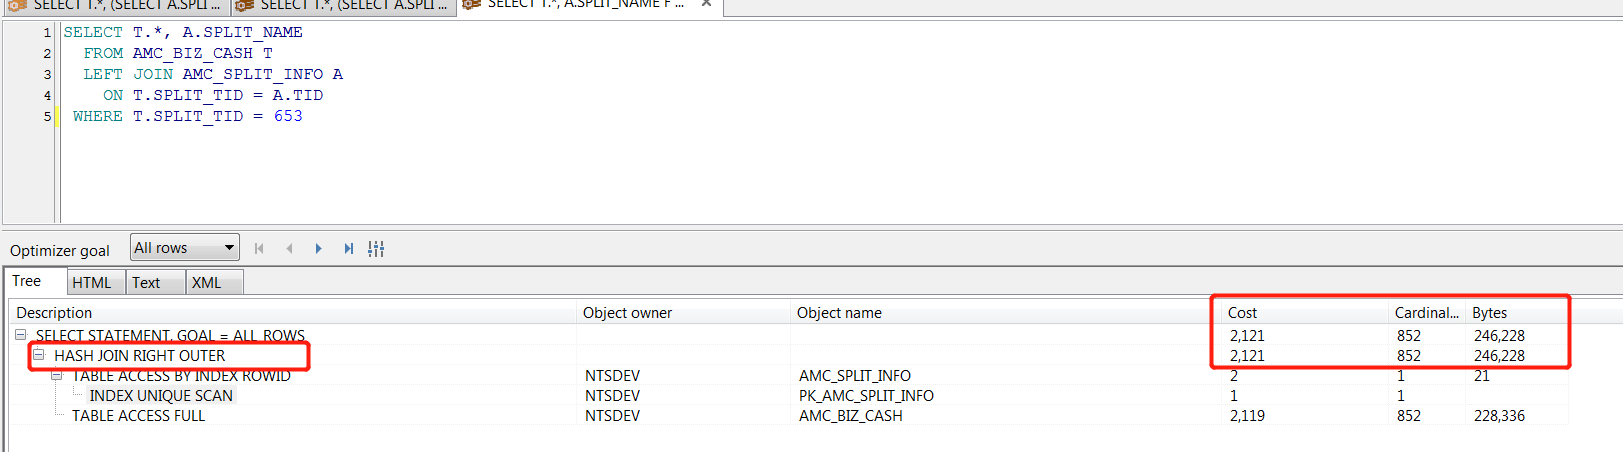 SELECT T.*, (SELECT A.SPLI ... SELECT T.*, (SELECT A.SPLI ... SELECT T.*, A.SPLIT_NAME F ... ×
1 SELECT T.*, A.SPLIT_NAME
2 FROM AMC_BIZ_CASH T
3 LEFT JOIN AMC_SPLIT_INFO A
4 ON T.SPLIT_TID = A.TID
5 WHERE T.SPLIT_TID = 653
Optimizer goal All rows
Tree HTML Text XML
Description Object owner Object name Cost Cardinal... Bytes
SELECT STATEMENT, GOAL = ALL_ROWS 2,121 852 246,228
HASH JOIN RIGHT OUTER 2,121 852 246,228
TABLE ACCESS BY INDEX ROWID NTSDEV AMC_SPLIT_INFO 2 1 21
INDEX UNIQUE SCAN NTSDEV PK_AMC_SPLIT_INFO 1 1
TABLE ACCESS FULL NTSDEV AMC_BIZ_CASH 2,119 852 228,336